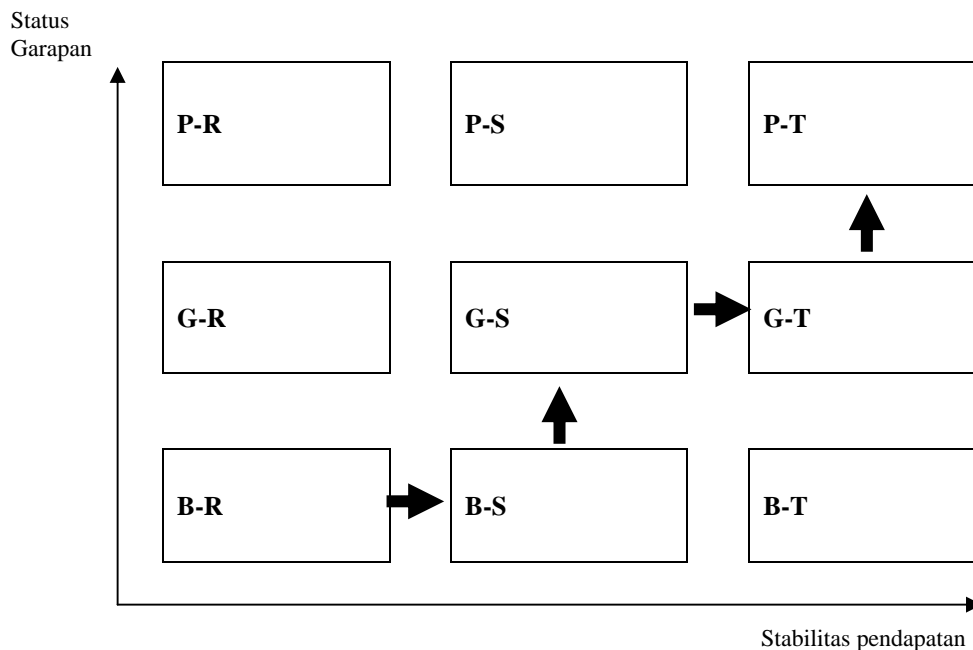 Status
Garapan
P-R
P-S
P-T
G-R
G-S
G-T
B-R
B-S
B-T
Stabilitas pendapatan